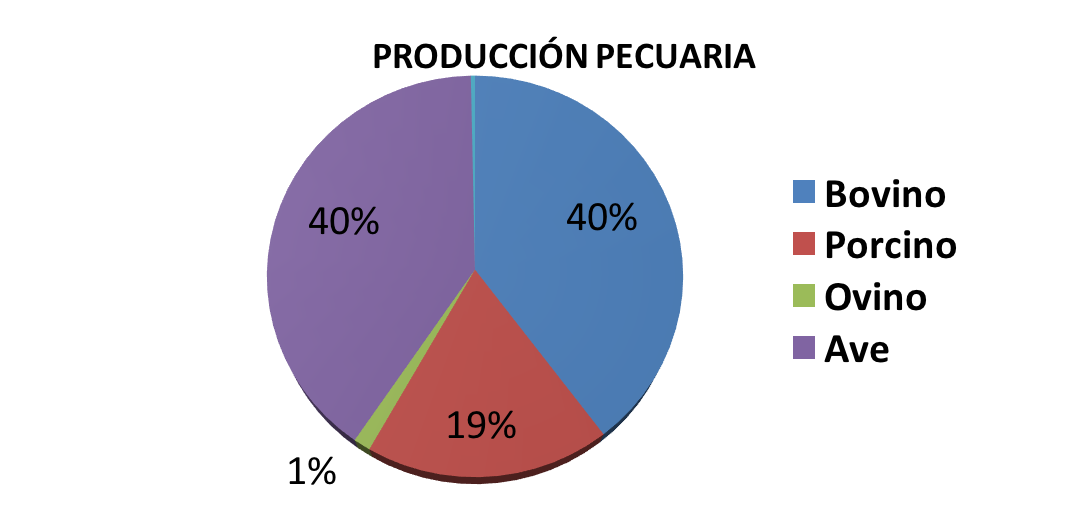 PRODUCCIÓN PECUARIA
40%
40%
19%
1%
Bovino
Porcino
Ovino
Ave